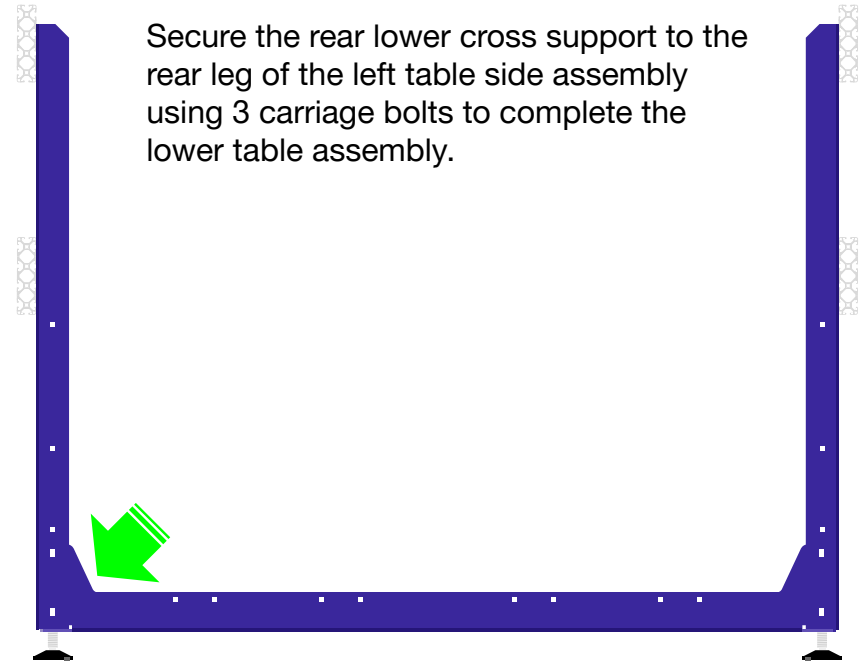 Secure the rear lower cross support to the
rear leg of the left table side assembly
using 3 carriage bolts to complete the
lower table assembly.